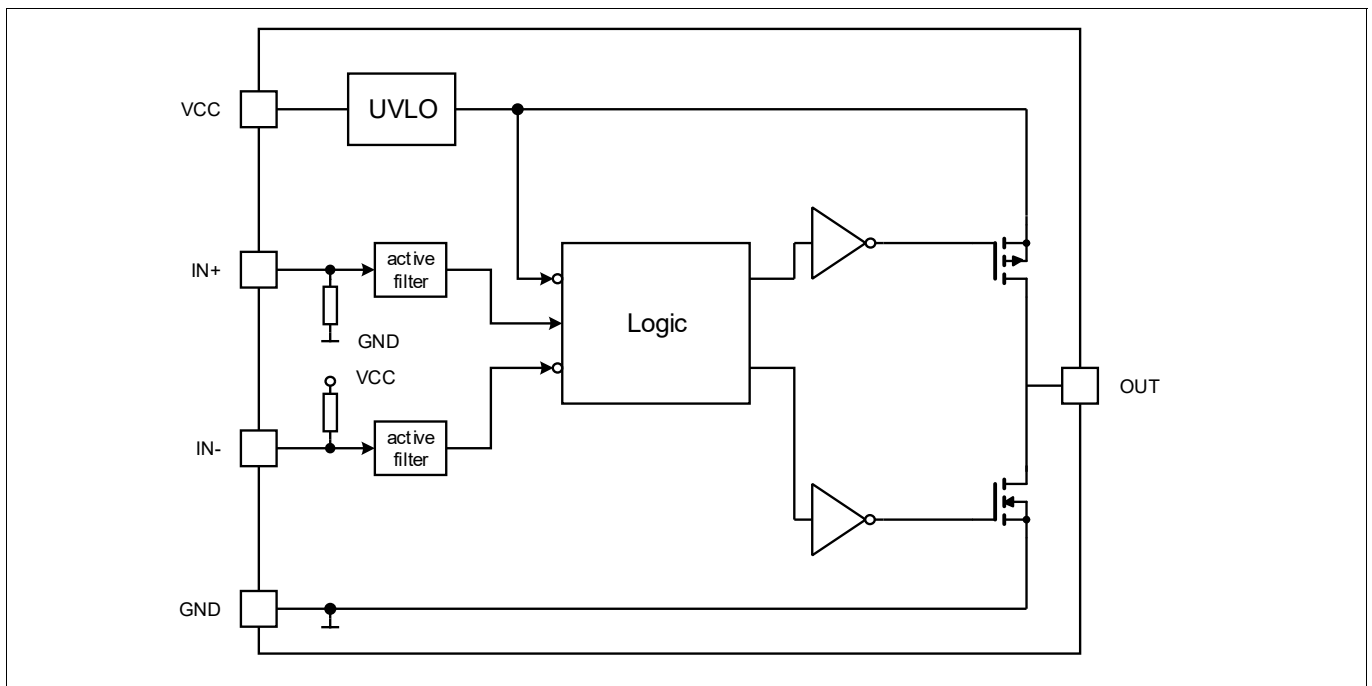 VCC
UVLO
IN+
active
filter
GND
Logic
VCC
OUT
IN-
active
filter
GND